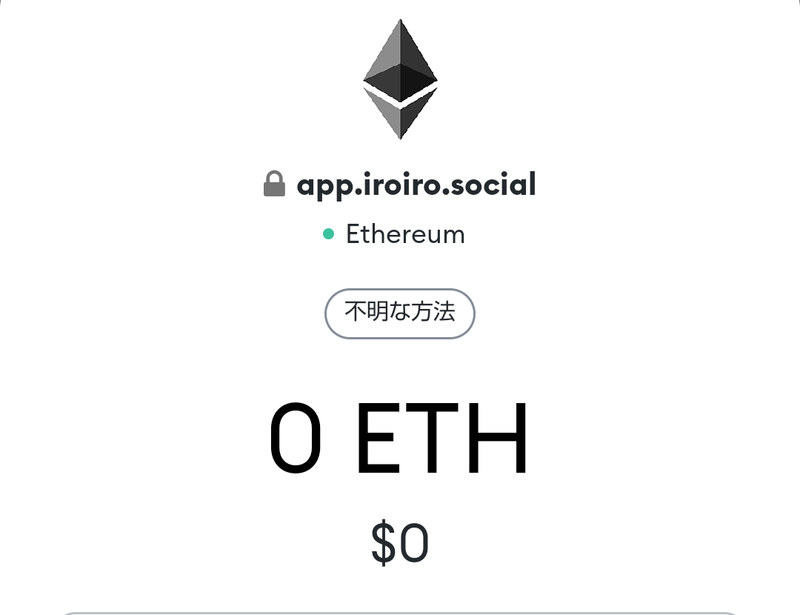 app.iroiro.social
Ethereum
不明な方法
0 ETH
$0